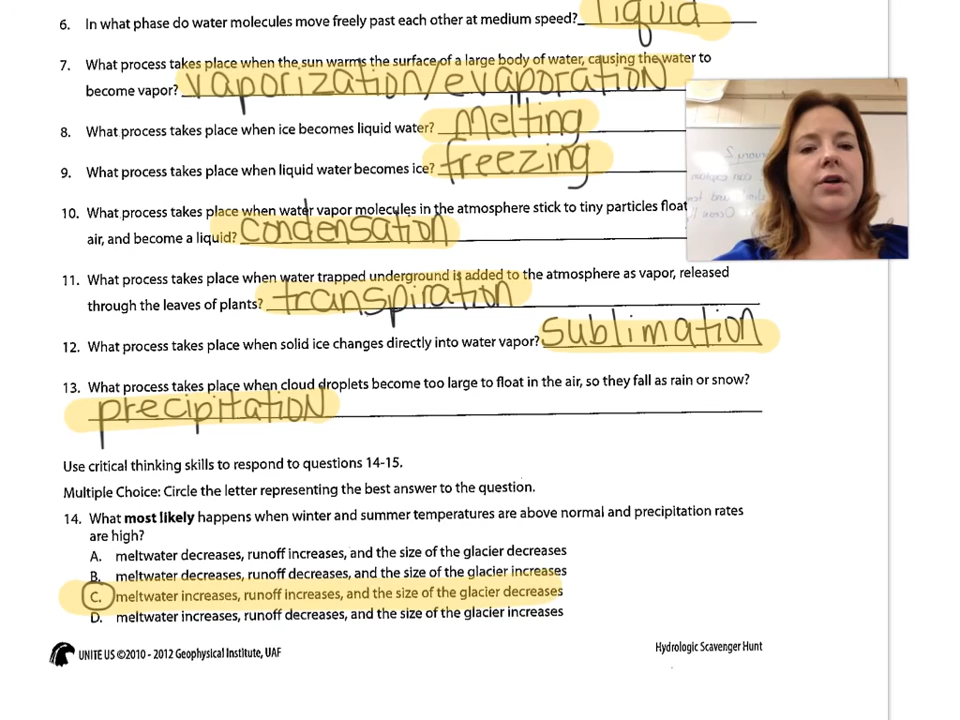 6. In what phase do water molecules move freely past each other at medium speed? liquid
7. What process takes place when the sun warms the surface of a large body of water, causing the water to
become vapor? vaporization/evaporation
8. What process takes place when ice becomes liquid water? melting
9. What process takes place when liquid water becomes ice? freezing
10. What process takes place when water vapor molecules in the atmosphere stick to tiny particles float
air, and become a liquid? condensation
11. What process takes place when water trapped underground is added to the atmosphere as vapor, released
through the leaves of plants? transpiration
12. What process takes place when solid ice changes directly into water vapor? sublimation
13. What process takes place when cloud droplets become too large to float in the air, so they fall as rain or snow?
precipitation
Use critical thinking skills to respond to questions 14-15.
Multiple Choice: Circle the letter representing the best answer to the question.
14. What most likely happens when winter and summer temperatures are above normal and precipitation rates
are high?
A. meltwater decreases, runoff increases, and the size of the glacier decreases
B. meltwater decreases, runoff decreases, and the size of the glacier increases
C. meltwater increases, runoff increases, and the size of the glacier decreases
D. meltwater increases, runoff decreases, and the size of the glacier increases
UNITE US ©2010 - 2012 Geophysical Institute, UAF
Hydrologic Scavenger Hunt